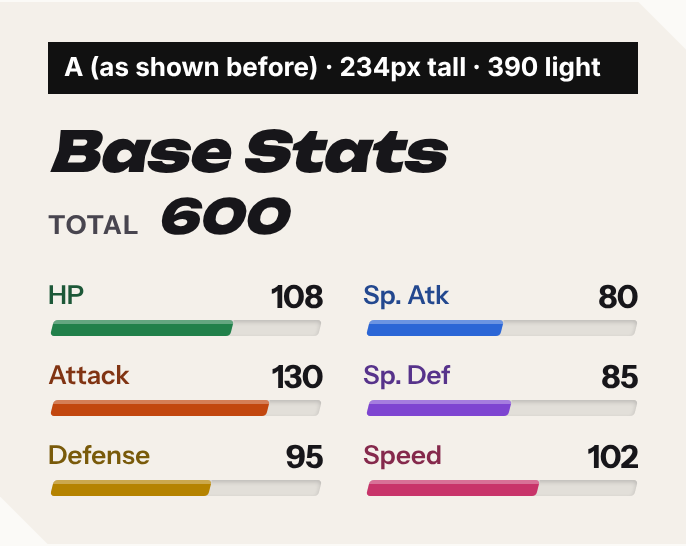 A (as shown before) · 234px tall · 390 light
Base Stats
TOTAL 600
HP 108
Sp. Atk 80
Attack 130
Sp. Def 85
Defense 95
Speed 102